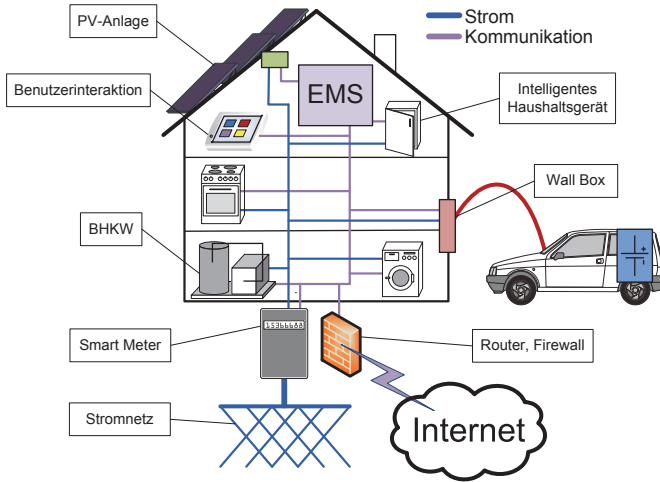 PV-Anlage
Strom
Kommunikation
Benutzerinteraktion
EMS
Intelligentes
Haushaltsgerät
Wall Box
BHKW
Smart Meter
Router, Firewall
Stromnetz
Internet